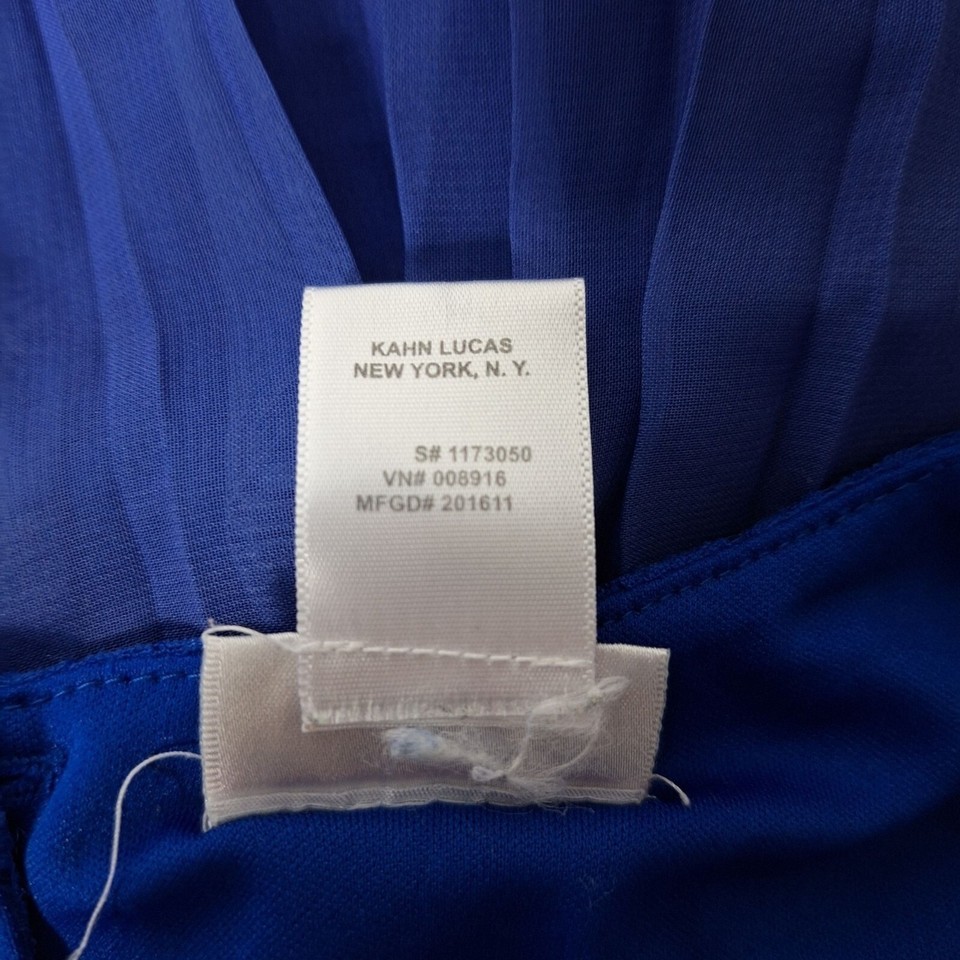 KAHN LUCAS
NEW YORK, N. Y.
S# 1173050
VN# 008916
MFGD# 201611